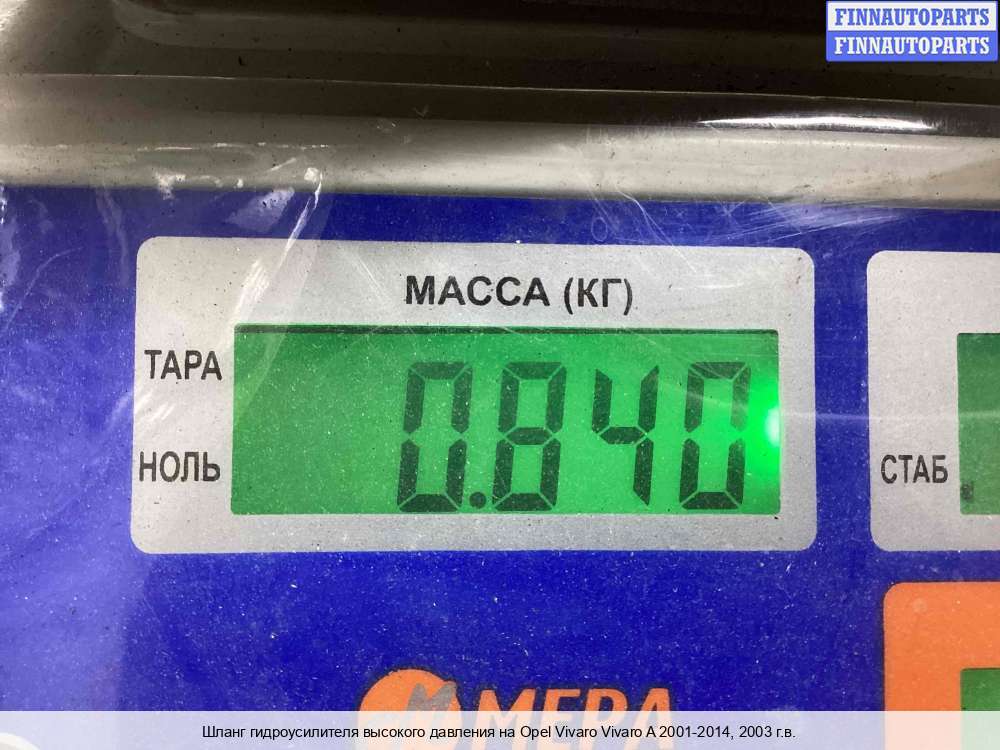 FINNAUTOPARTS
FINNAUTOPARTS
МАССА (КГ)
ТАРА
0.840
НОЛЬ
СТАБ
МЕРА
Шланг гидроусилителя высокого давления на Opel Vivaro Vivaro A 2001-2014, 2003 г.в.